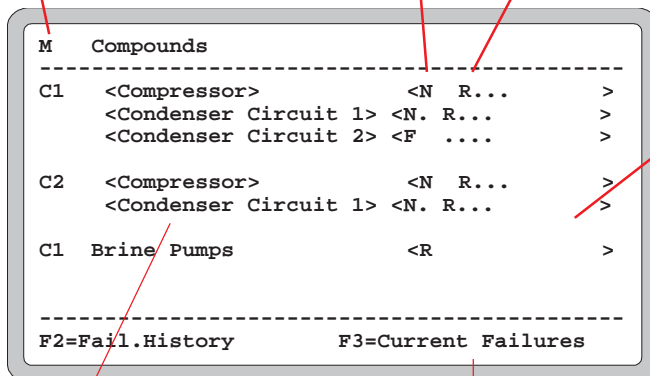 M Compounds
---------------------------------------------
C1 <Compressor> <N R... >
<Condenser Circuit 1> <N. R... >
<Condenser Circuit 2> <F .... >
C2 <Compressor> <N R... >
<Condenser Circuit 1> <N. R... >
C1 Brine Pumps <R >
---------------------------------------------
F2=Fail.History F3=Current Failures